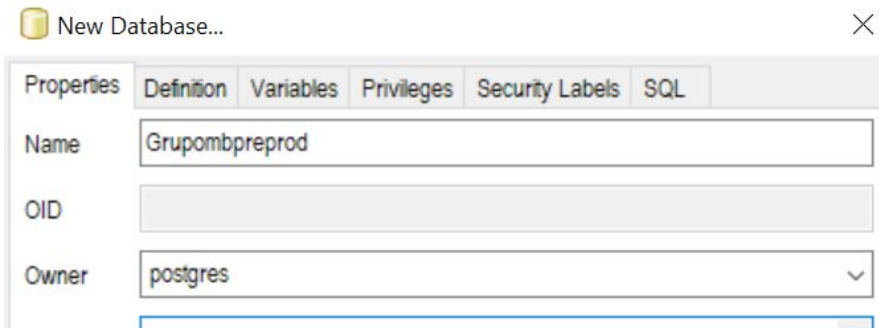 New Database...
Properties Definition Variables Privileges Security Labels SQL
Name Grupombpreprod
OID
Owner postgres